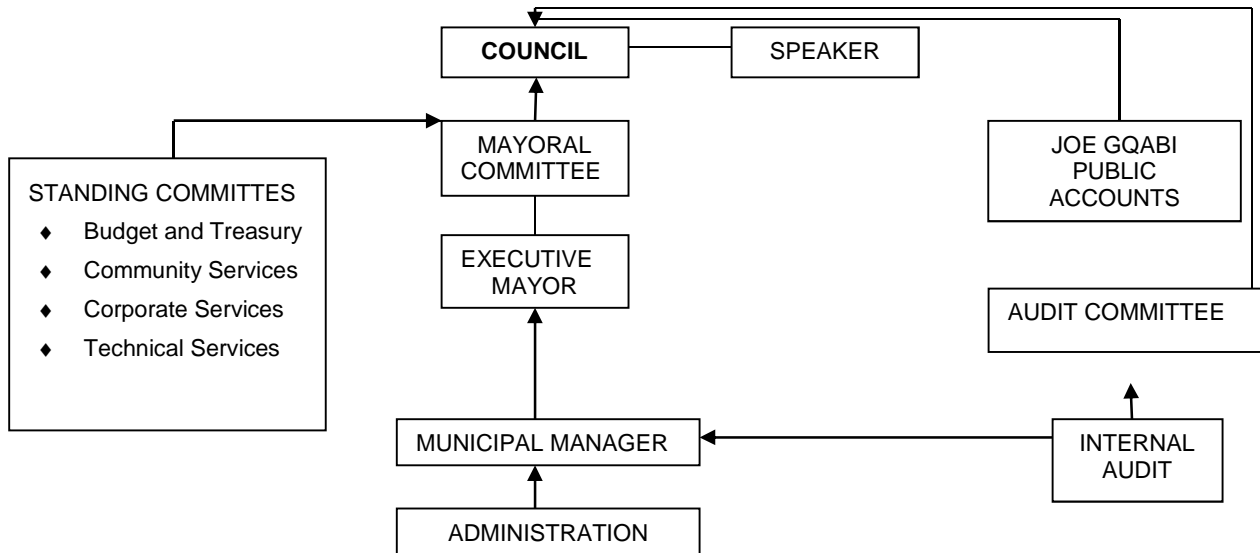 COUNCIL
SPEAKER
MAYORAL
COMMITTEE
JOE GQABI
PUBLIC
ACCOUNTS
STANDING COMMITTES
♦ Budget and Treasury
♦ Community Services
♦ Corporate Services
♦ Technical Services
EXECUTIVE
MAYOR
AUDIT COMMITTEE
MUNICIPAL MANAGER
INTERNAL
AUDIT
ADMINISTRATION